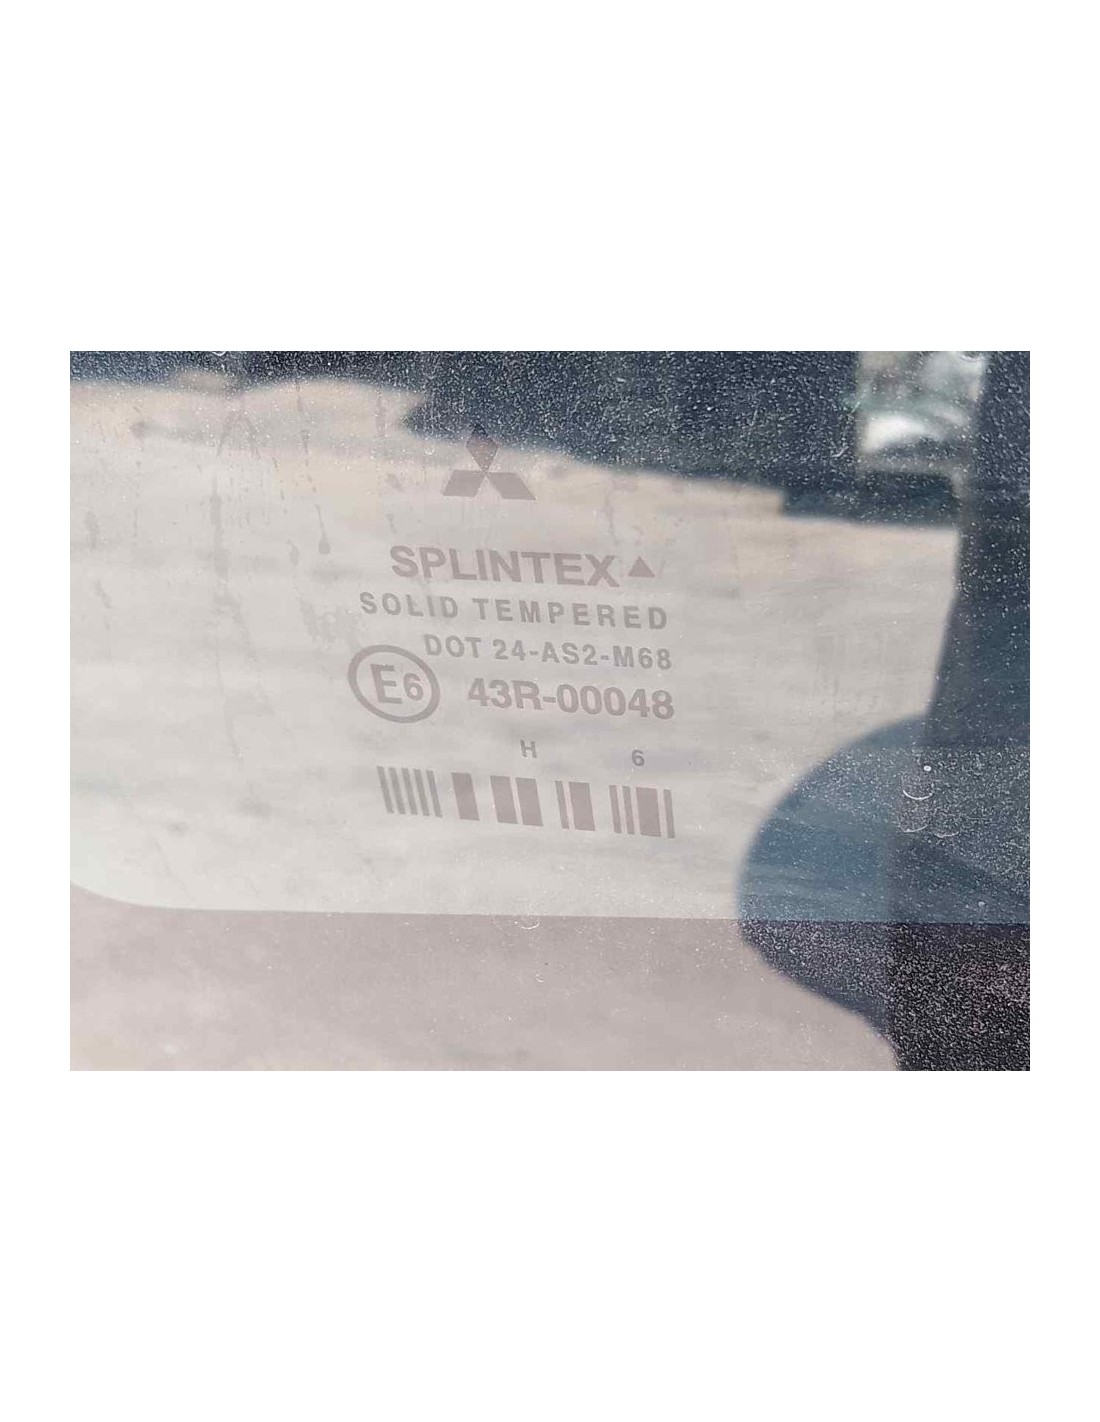 SPLINTEX
SOLID TEMPERED
DOT 24-AS2-M68
E6 43R-00048
H 6